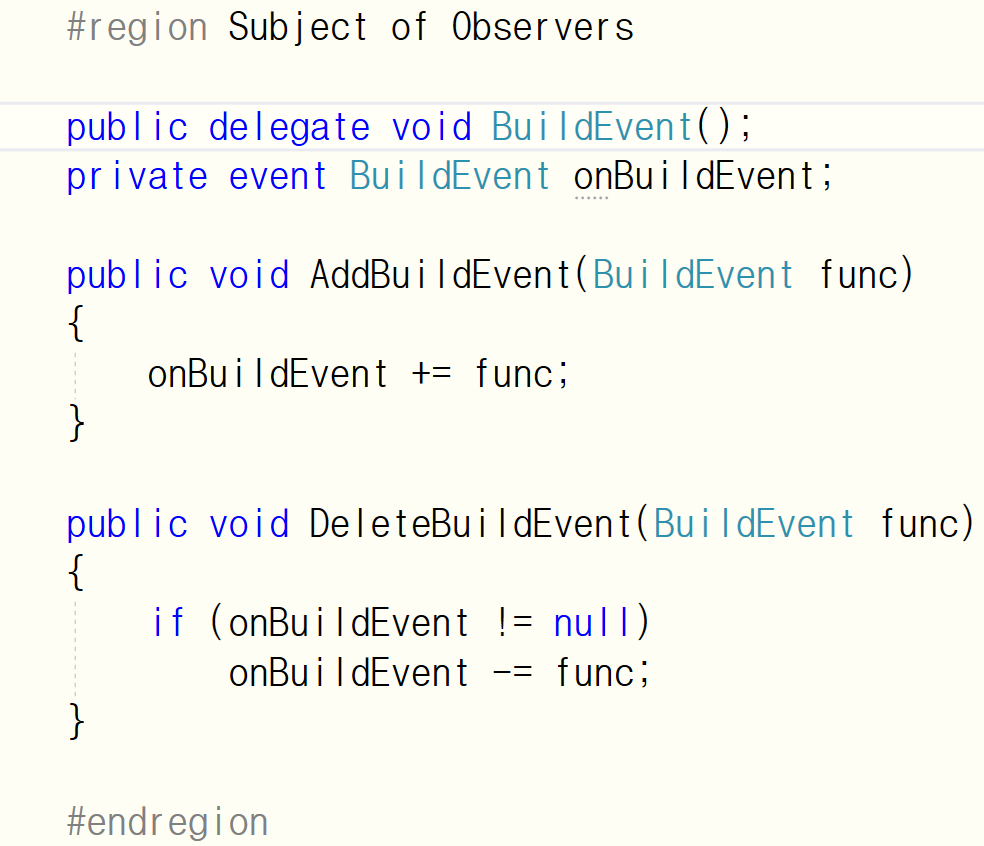 #region Subject of Observers
public delegate void BuildEvent();
private event BuildEvent onBuildEvent;
public void AddBuildEvent(BuildEvent func)
{
onBuildEvent += func;
}
public void DeleteBuildEvent(BuildEvent func)
{
if (onBuildEvent != null)
onBuildEvent -= func;
}
#endregion